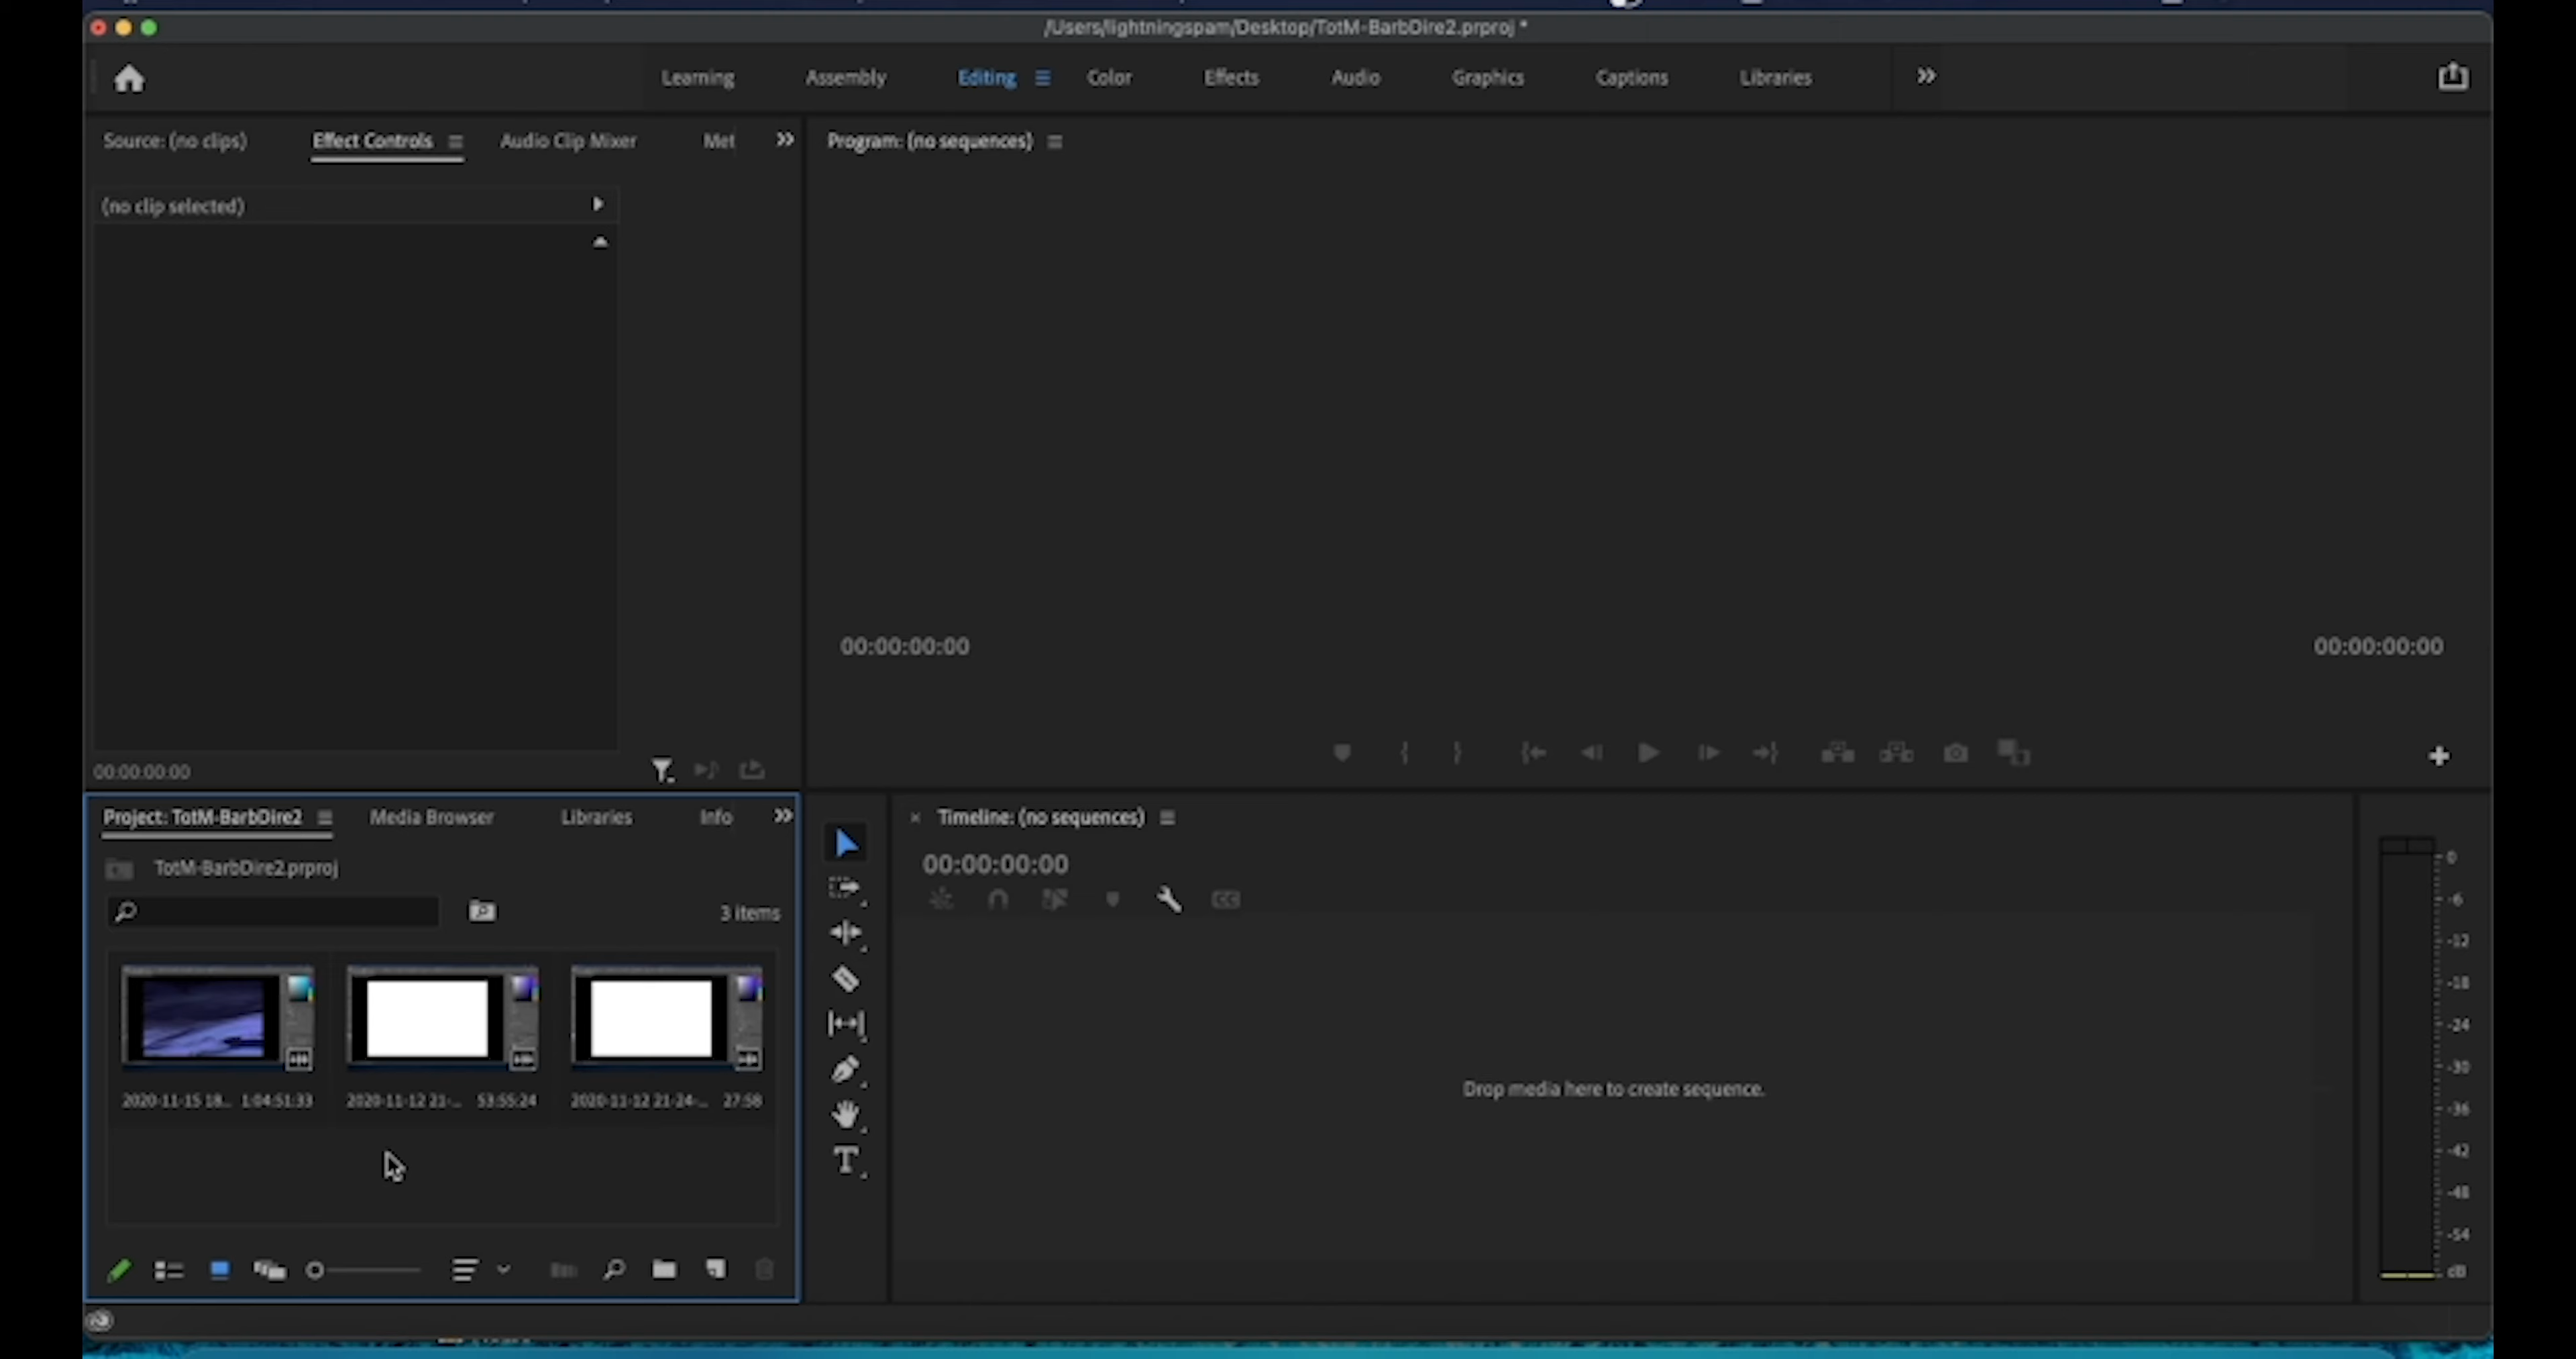 /Users/lightningspam/Desktop/TotM-BarbDire2.prproj *
Learning Assembly Editing Color Effects Audio Graphics Captions Libraries
Source: (no clips) Effect Controls Audio Clip Mixer Met
Program: (no sequences)
(no clip selected)
00:00:00:00 00:00:00:00
00:00:00:00
Project: TotM-BarbDire2 Media Browser Libraries Info
Timeline: (no sequences)
TotM-BarbDire2.prproj
00:00:00:00
3 items
2020-11-15 18... 1:04:51:33 2020-11-12 21-... 53:55:24 2020-11-12 21-24-... 27:58
Drop media here to create sequence.
T
CC
0
-6
-12
-18
-24
-30
-36
-42
-48
-54
dB